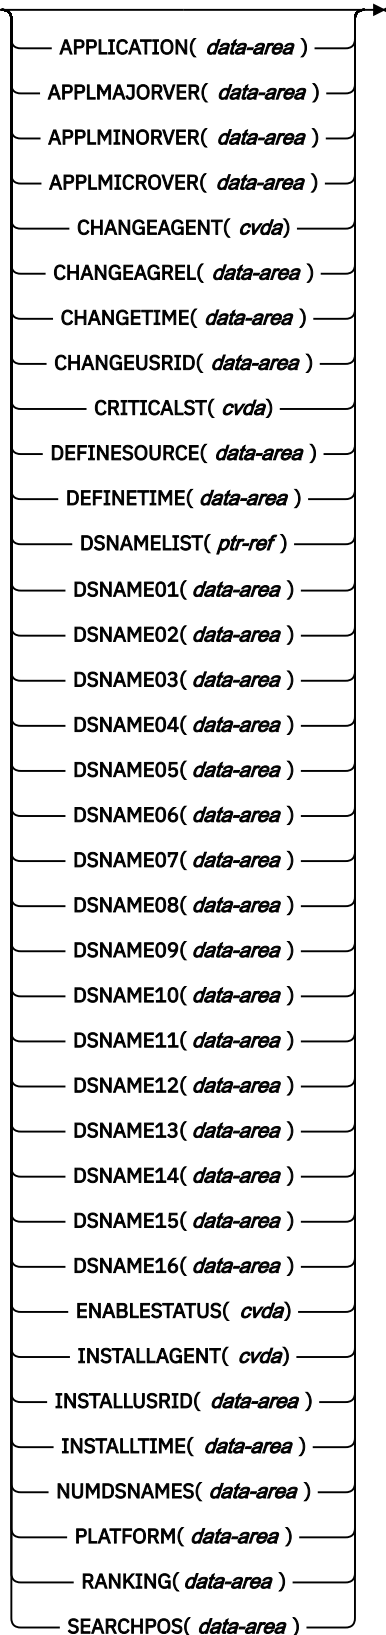 APPLICATION( data-area )
APPLMAJORVER( data-area )
APPLMINORVER( data-area )
APPLMICROVER( data-area )
CHANGEAGENT( cvda)
CHANGEAGREL( data-area )
CHANGETIME( data-area )
CHANGEUSRID( data-area )
CRITICALST( cvda)
DEFINESOURCE( data-area )
DEFINETIME( data-area )
DSNAMELIST( ptr-ref )
DSNAME01( data-area )
DSNAME02( data-area )
DSNAME03( data-area )
DSNAME04( data-area )
DSNAME05( data-area )
DSNAME06( data-area )
DSNAME07( data-area )
DSNAME08( data-area )
DSNAME09( data-area )
DSNAME10( data-area )
DSNAME11( data-area )
DSNAME12( data-area )
DSNAME13( data-area )
DSNAME14( data-area )
DSNAME15( data-area )
DSNAME16( data-area )
ENABLESTATUS( cvda)
INSTALLAGENT( cvda)
INSTALLUSRID( data-area )
INSTALLTIME( data-area )
NUMDSNAMES( data-area )
PLATFORM( data-area )
RANKING( data-area )
SEARCHPOS( data-area )